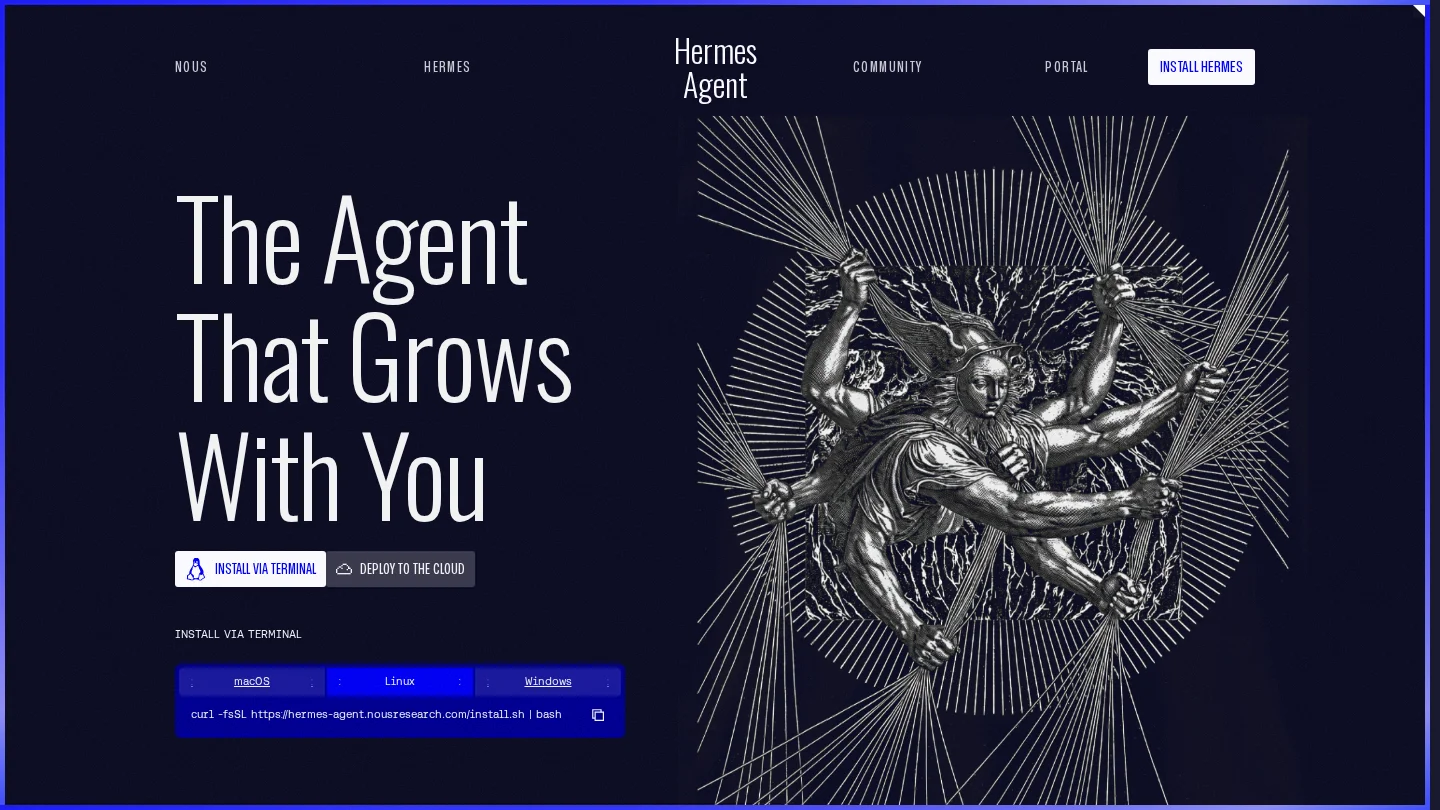 NOUS
HERMES
Hermes
Agent
COMMUNITY
PORTAL
INSTALL HERMES
The Agent
That Grows
With You
INSTALL VIA TERMINAL
DEPLOY TO THE CLOUD
INSTALL VIA TERMINAL
: macOS :
: Linux :
: Windows :
curl -fsSL https://hermes-agent.nousresearch.com/install.sh | bash